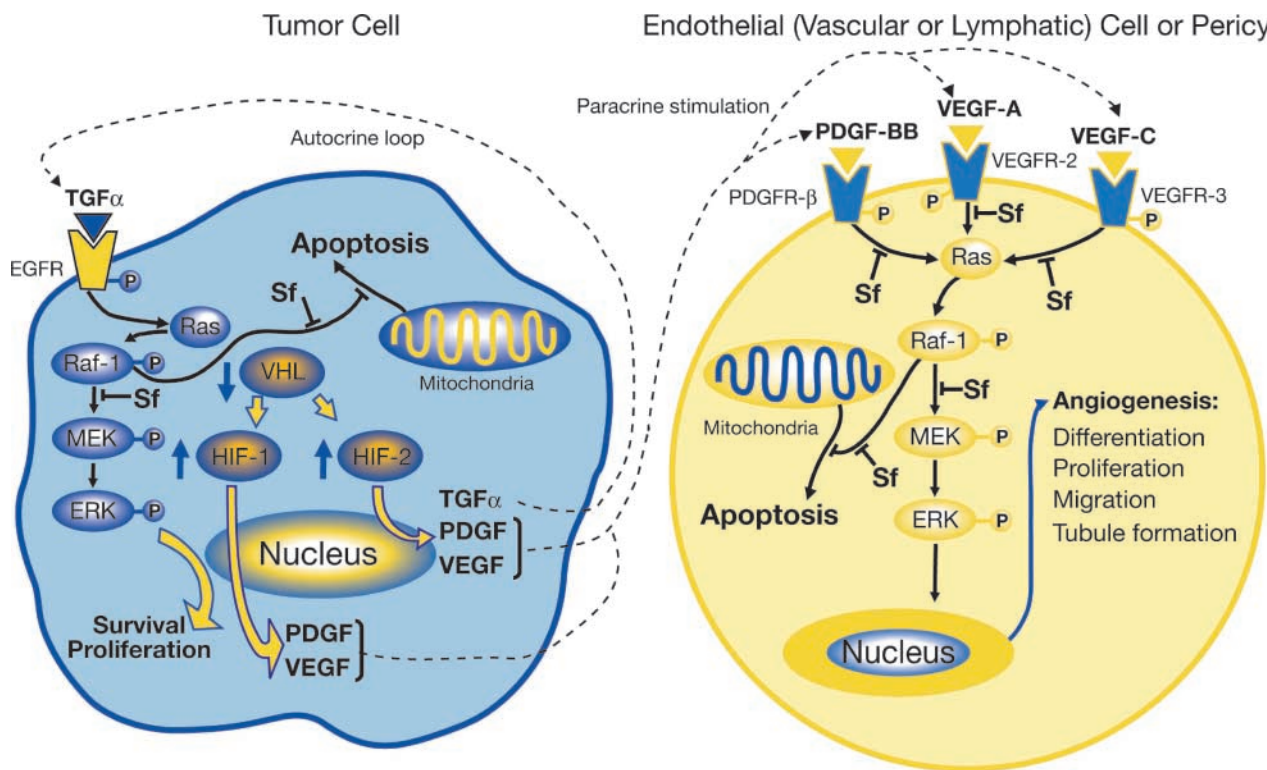 Tumor Cell
Autocrine loop
TGFα
EGFR
P
Apoptosis
Sf
Ras
Raf-1
P
Sf
Mitochondria
VHL
MEK
P
HIF-1
HIF-2
ERK
P
TGFα
PDGF
VEGF
Nucleus
Survival
Proliferation
PDGF
VEGF
Endothelial (Vascular or Lymphatic) Cell or Pericy
Paracrine stimulation
VEGF-A
PDGF-BB
VEGF-C
VEGFR-2
PDGFR-β
VEGFR-3
P
P
P
Sf
Ras
Sf
Sf
Raf-1
P
Sf
Mitochondria
MEK
P
Sf
Apoptosis
ERK
P
Nucleus
Angiogenesis:
Differentiation
Proliferation
Migration
Tubule formation